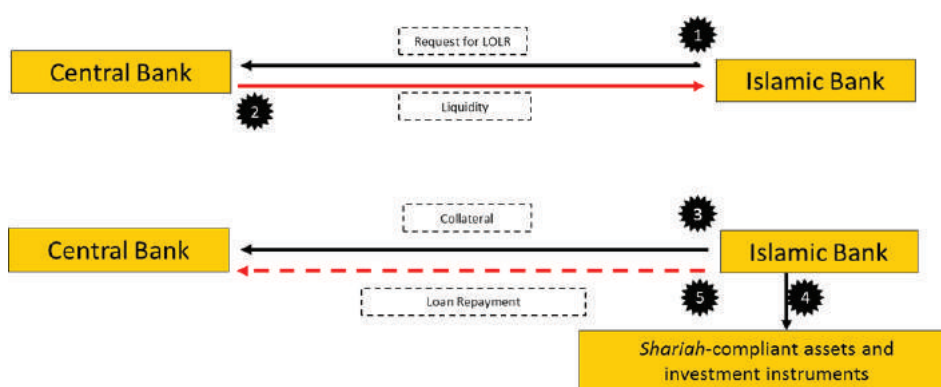 Request for LOLR
1
Central Bank
Islamic Bank
2
Liquidity
Collateral
3
Central Bank
Islamic Bank
Loan Repayment
5
4
Shariah-compliant assets and
investment instruments